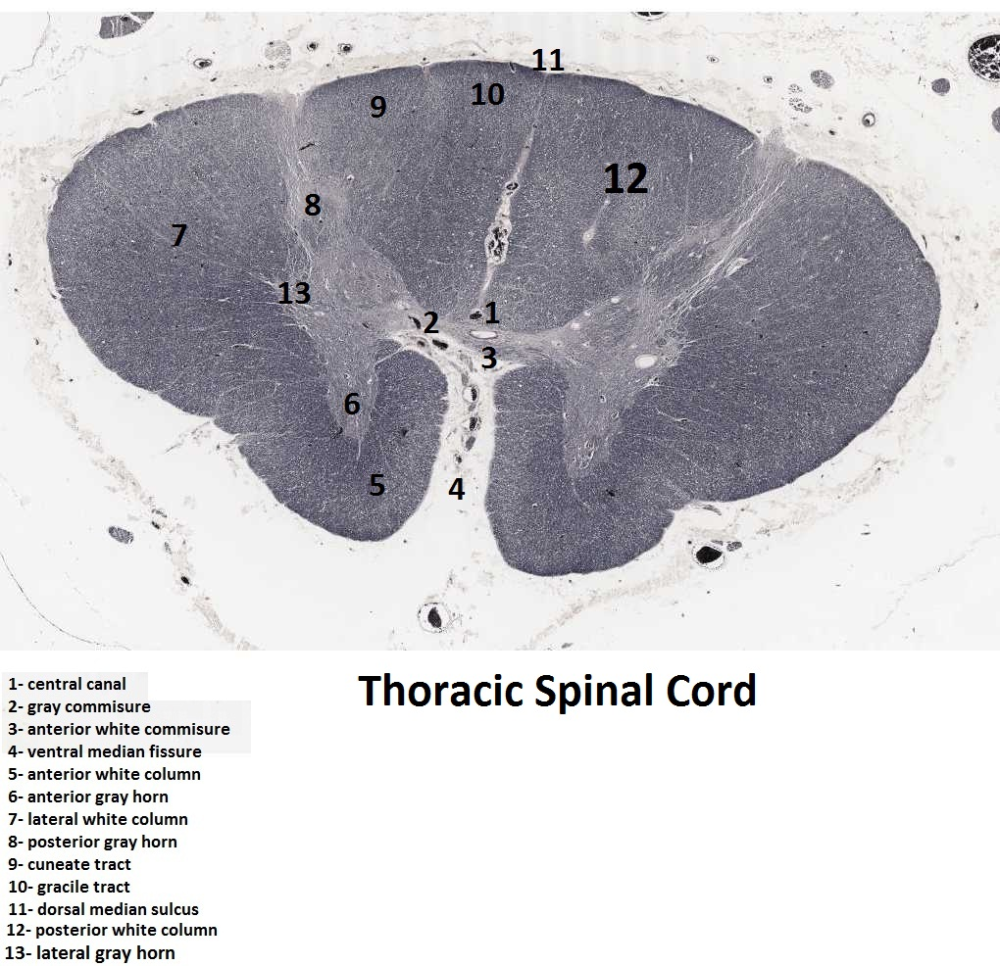 11
10
9
12
8
7
13
1
2
3
6
5
4
Thoracic Spinal Cord
1- central canal
2- gray commisure
3- anterior white commisure
4- ventral median fissure
5- anterior white column
6- anterior gray horn
7- lateral white column
8- posterior gray horn
9- cuneate tract
10- gracile tract
11- dorsal median sulcus
12- posterior white column
13- lateral gray horn